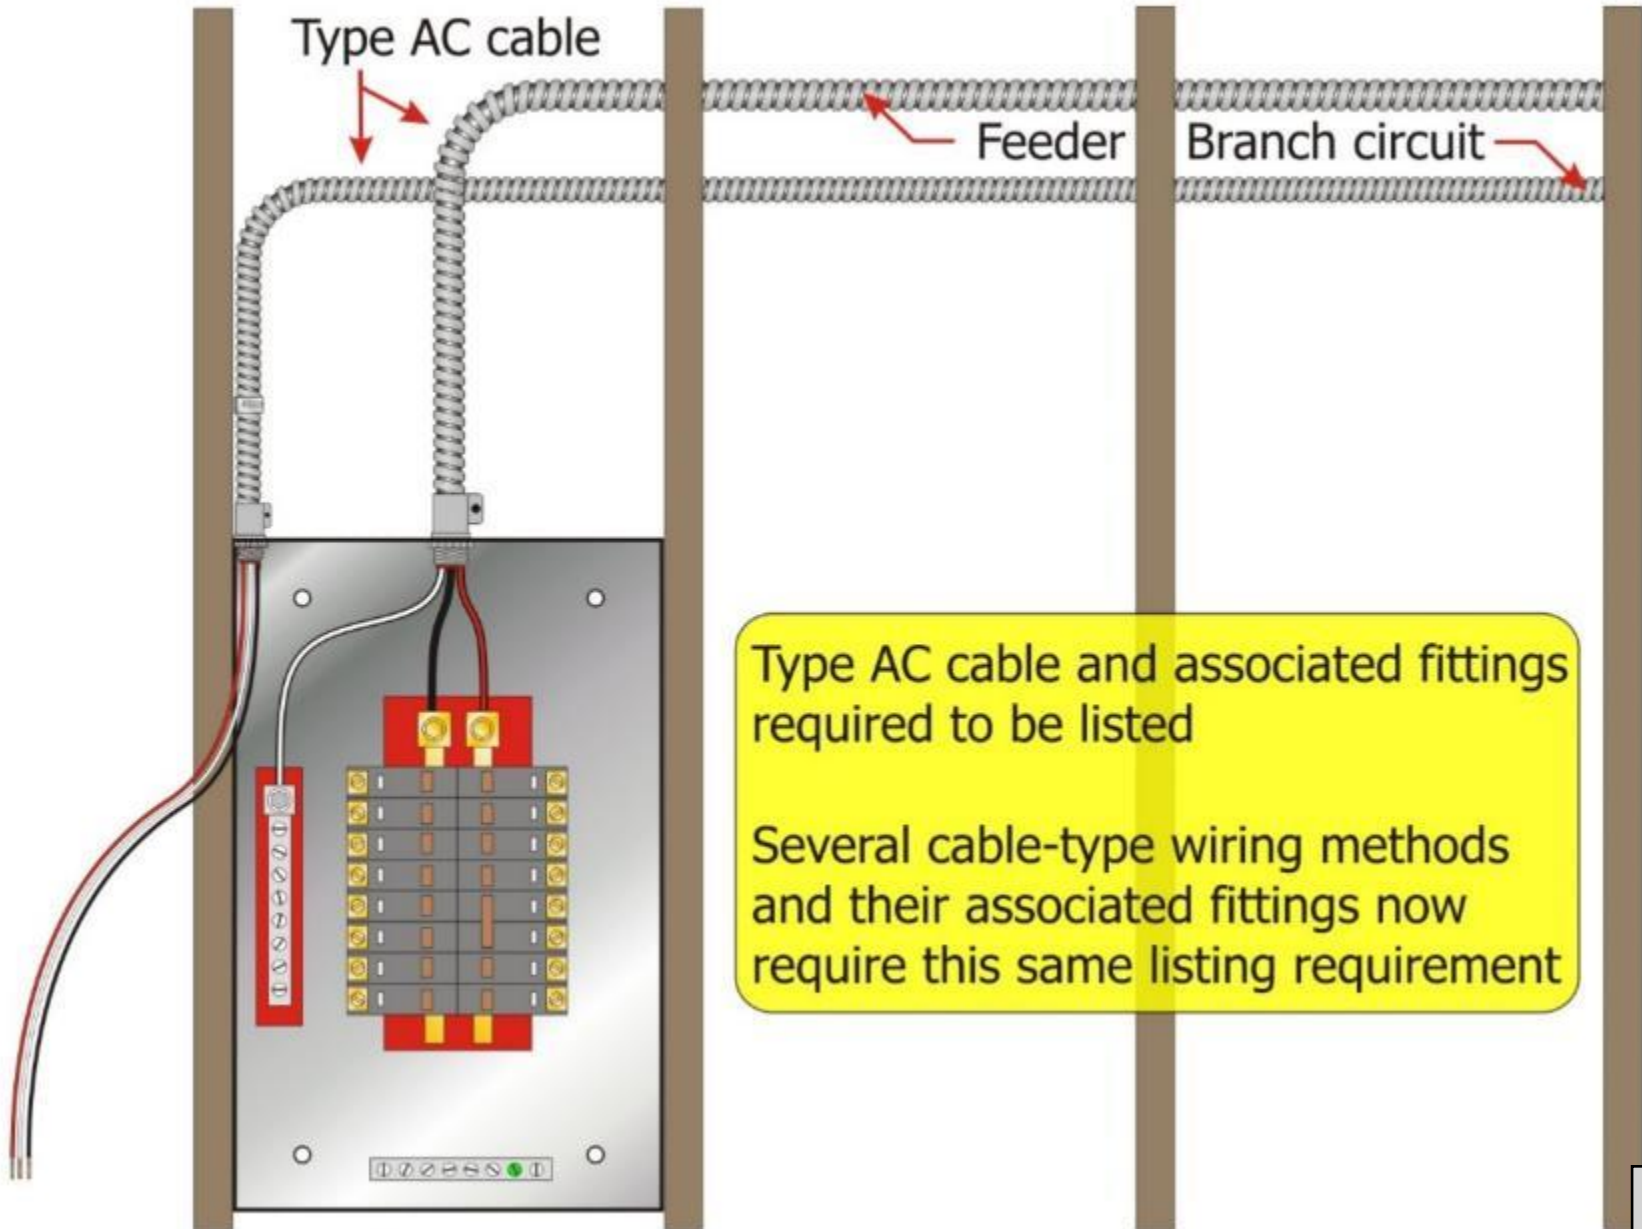 Type AC cable
Feeder
Branch circuit
Type AC cable and associated fittings
required to be listed
Several cable-type wiring methods
and their associated fittings now
require this same listing requirement